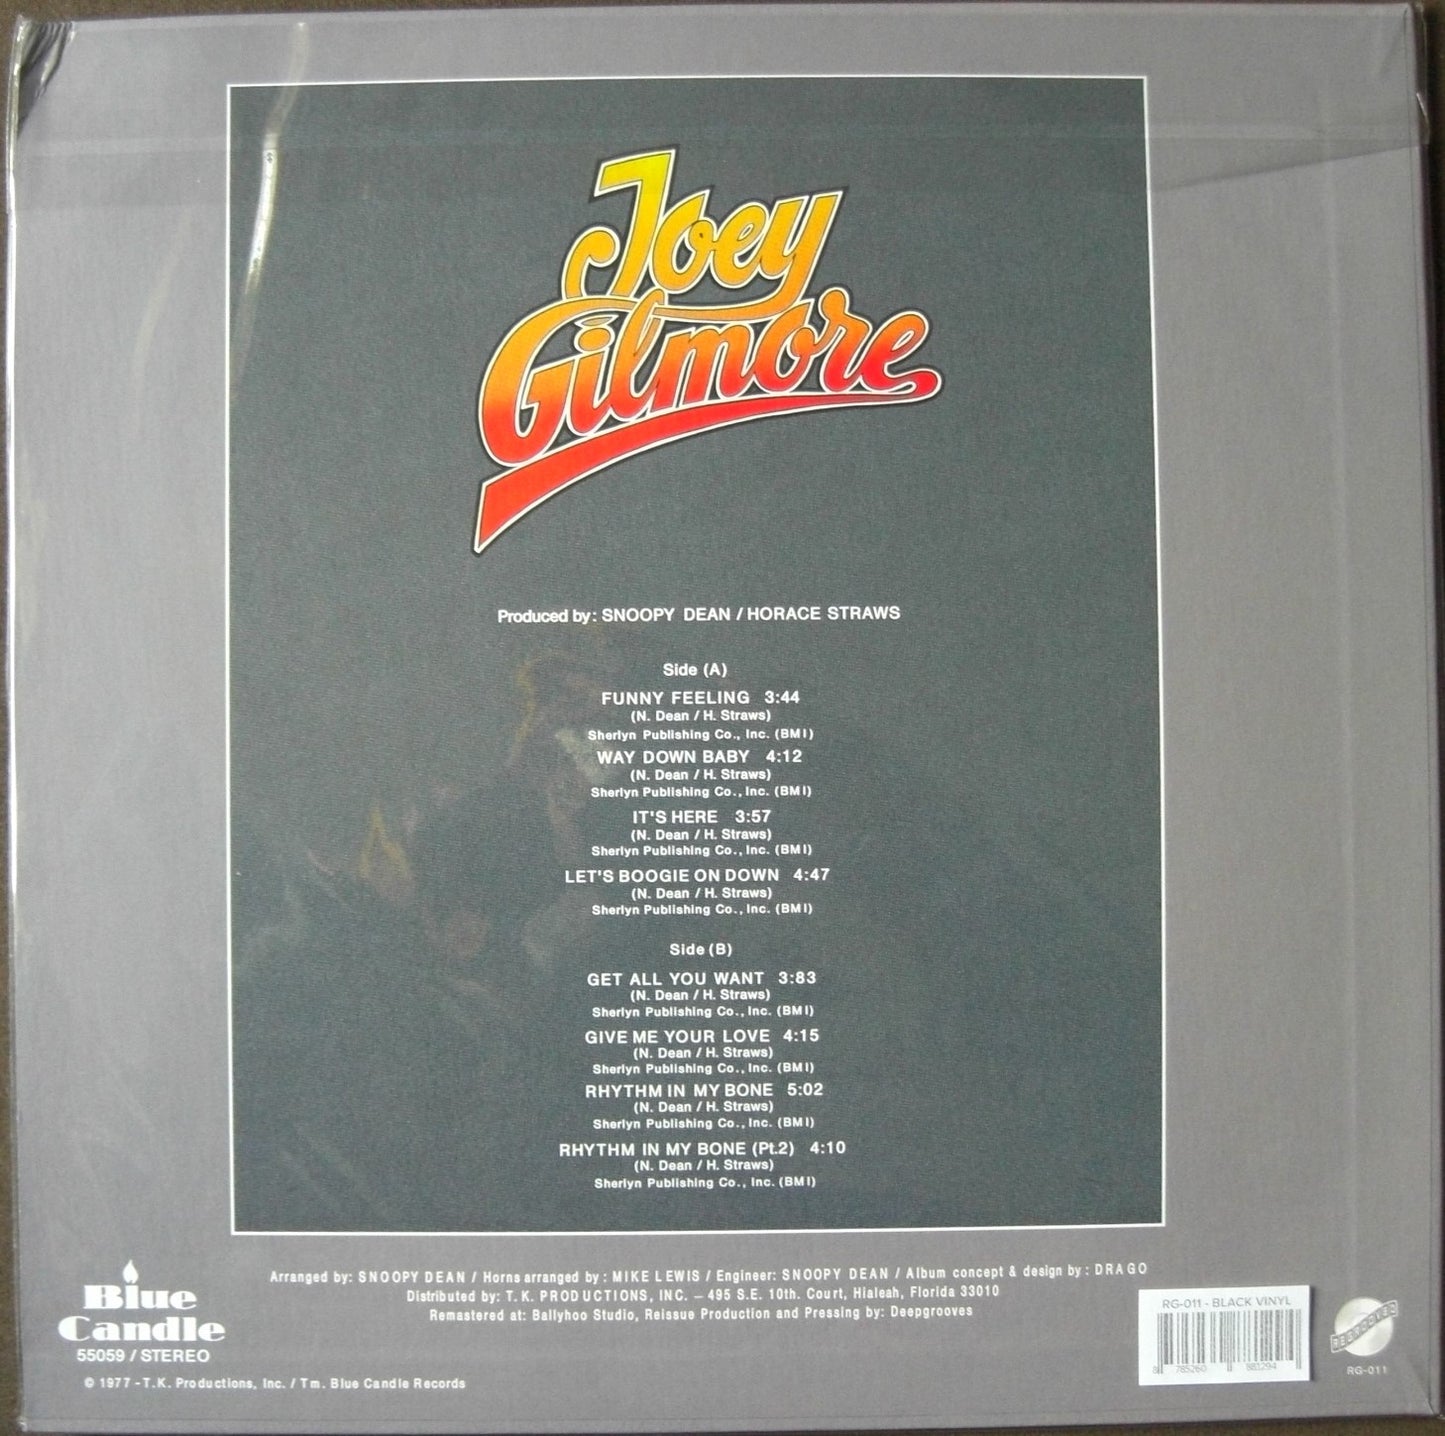 Joey
Gilmore
Produced by: SNOOPY DEAN / HORACE STRAWS
Side (A)
FUNNY FEELING 3:44
(N. Dean / H. Straws)
Sherlyn Publishing Co., Inc. (BMI)
WAY DOWN BABY 4:12
(N. Dean / H. Straws)
Sherlyn Publishing Co., Inc. (BMI)
IT'S HERE 3:57
(N. Dean / H. Straws)
Sherlyn Publishing Co., Inc. (BMI)
LET'S BOOGIE ON DOWN 4:47
(N. Dean / H. Straws)
Sherlyn Publishing Co., Inc. (BMI)
Side (B)
GET ALL YOU WANT 3:83
(N. Dean / H. Straws)
Sherlyn Publishing Co., Inc. (BMI)
GIVE ME YOUR LOVE 4:15
(N. Dean / H. Straws)
Sherlyn Publishing Co., Inc. (BMI)
RHYTHM IN MY BONE 5:02
(N. Dean / H. Straws)
Sherlyn Publishing Co., Inc. (BMI)
RHYTHM IN MY BONE (Pt.2) 4:10
(N. Dean / H. Straws)
Sherlyn Publishing Co., Inc. (BMI)
Arranged by: SNOOPY DEAN / Horns arranged by: MIKE LEWIS / Engineer: SNOOPY DEAN / Album concept & design by: DRAGO
Distributed by: T.K. PRODUCTIONS, INC. – 495 S.E. 10th. Court, Hialeah, Florida 33010
Remastered at: Ballyhoo Studio, Reissue Production and Pressing by: Deepgrooves
Blue
Candle
55059 / STEREO
© 1977 - T.K. Productions, Inc. / Tm. Blue Candle Records
RG-011 - BLACK VINYL
8 785260 881294
REGROOVED
RG-011